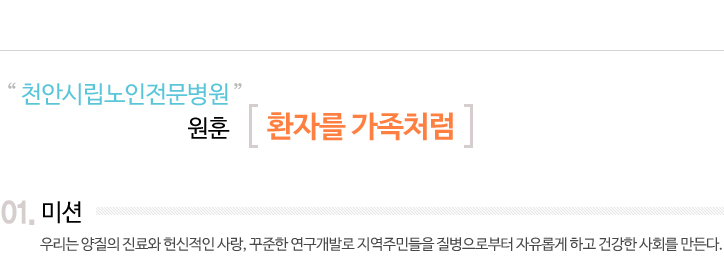 “ 천안시립노인전문병원 ”
원훈 [ 환자를 가족처럼 ]
01. 미션
우리는 양질의 진료와 헌신적인 사랑, 꾸준한 연구개발로 지역주민들을 질병으로부터 자유롭게 하고 건강한 사회를 만든다.